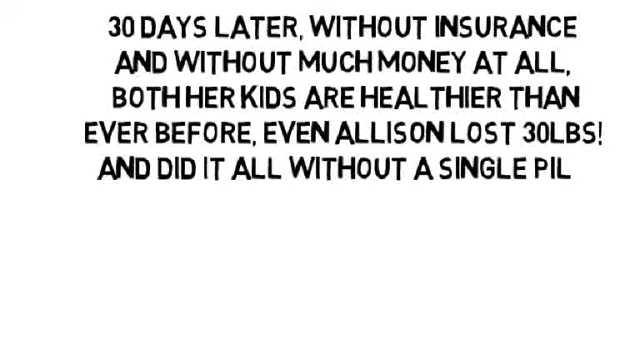 30 DAYS LATER, WITHOUT INSURANCE
AND WITHOUT MUCH MONEY AT ALL,
BOTH HER KIDS ARE HEALTHIER THAN
EVER BEFORE, EVEN ALLISON LOST 30LBS!
AND DID IT ALL WITHOUT A SINGLE PIL